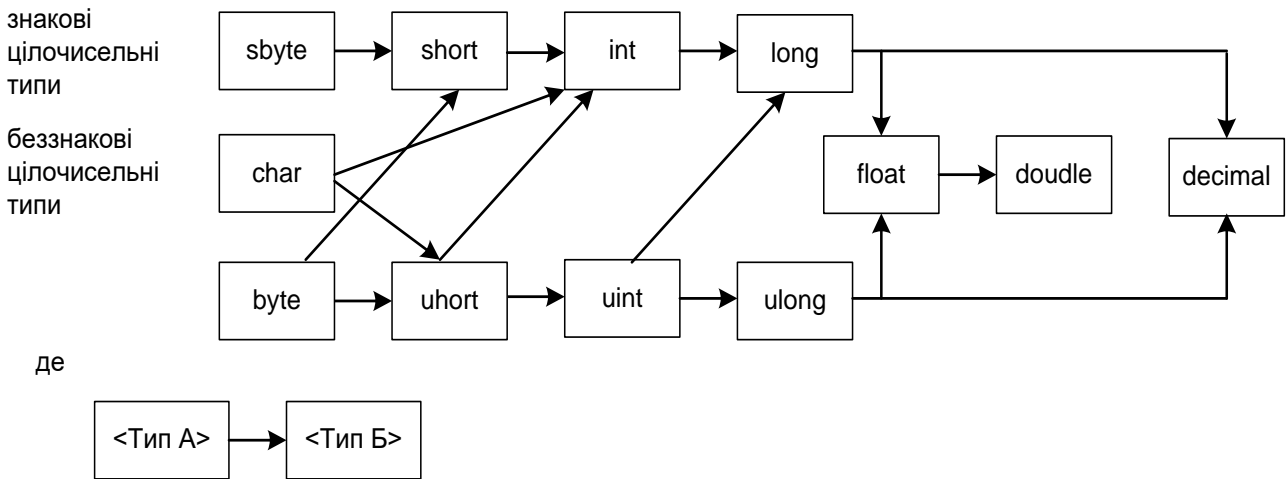 знакові
цілочисельні
типи
sbyte
short
int
long
беззнакові
цілочисельні
типи
char
float
doudle
decimal
byte
uhort
uint
ulong
де
<Тип А>
<Тип Б>